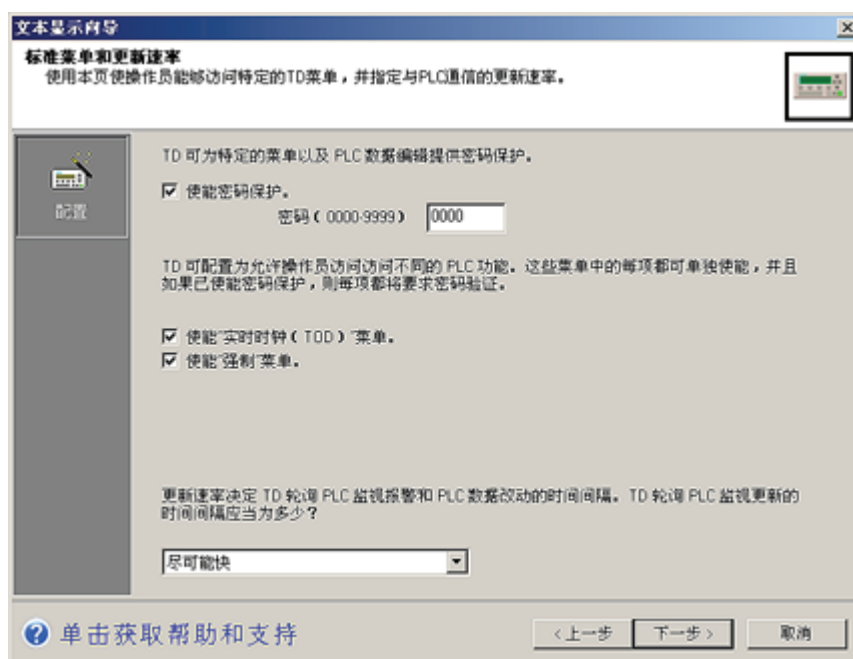 文本显示向导
标准菜单和更新速率
使用本页使操作员能够访问特定的TD菜单，并指定与PLC通信的更新速率。
配置
TD 可为特定的菜单以及 PLC 数据编辑提供密码保护。
使能密码保护。
密码（0000-9999） 0000
TD 可配置为允许操作员访问访问不同的 PLC 功能。这些菜单中的每项都可单独使能，并且
如果已使能密码保护，则每项都将要求密码验证。
使能“实时时钟（TOD）”菜单。
使能“强制”菜单。
更新速率决定 TD 轮询 PLC 监视报警和 PLC 数据改动的时间间隔。TD 轮询 PLC 监视更新的
时间间隔应当为多少？
尽可能快
单击获取帮助和支持
<上一步 下一步> 取消